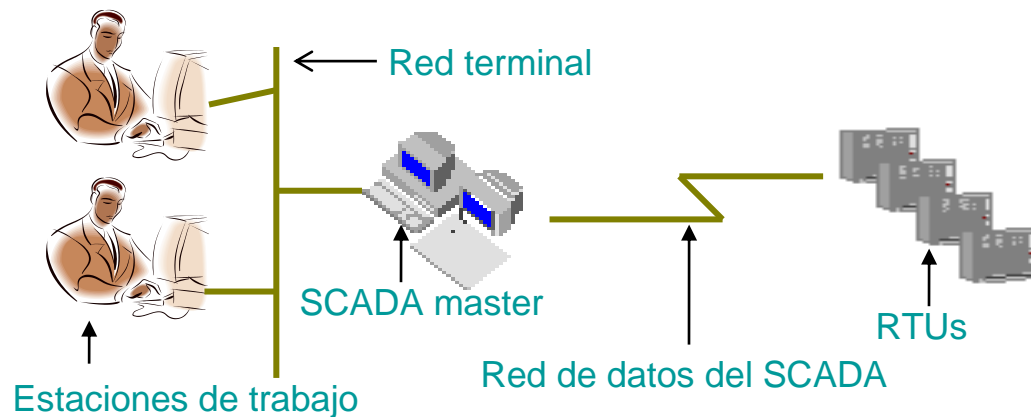 Red terminal
SCADA master
RTUs
Red de datos del SCADA
Estaciones de trabajo